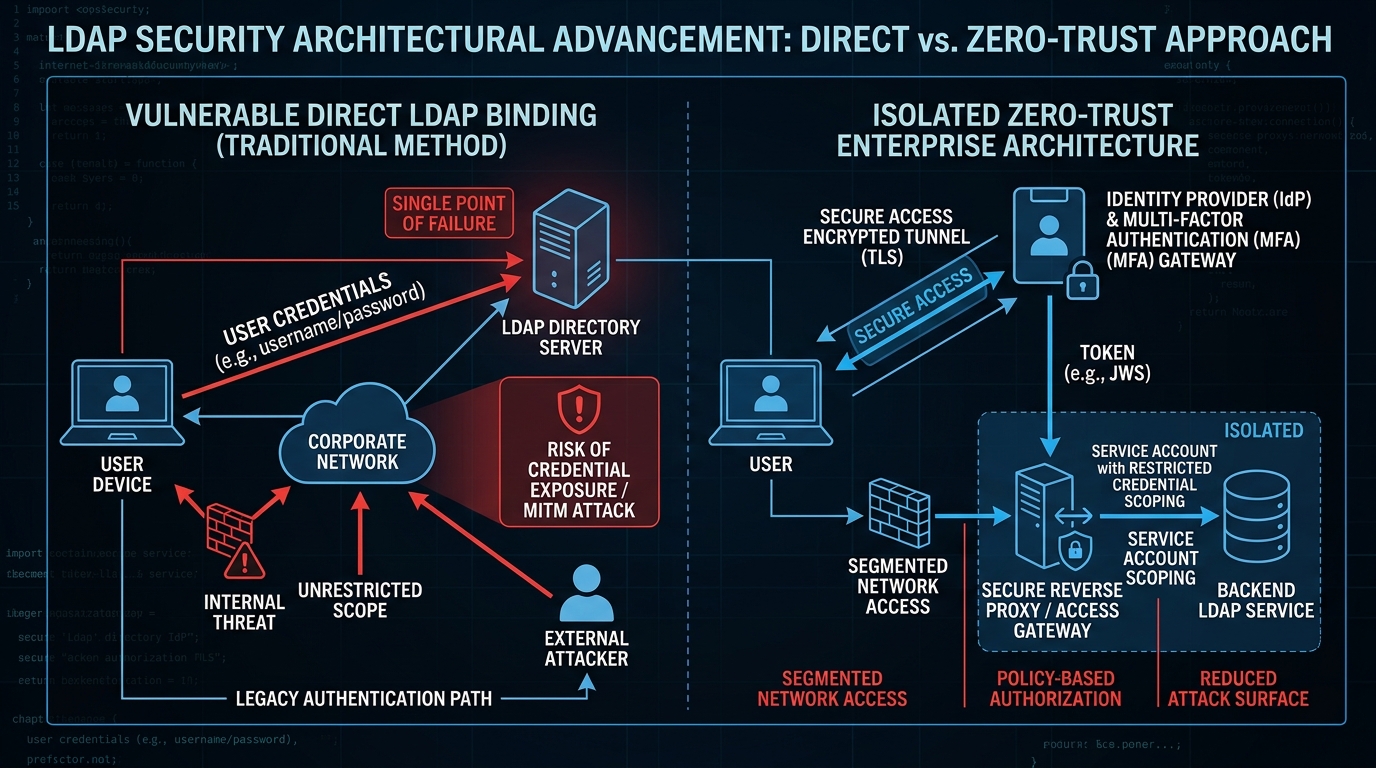 LDAP SECURITY ARCHITECTURAL ADVANCEMENT: DIRECT vs. ZERO-TRUST APPROACH
VULNERABLE DIRECT LDAP BINDING
(TRADITIONAL METHOD)
SINGLE POINT
OF FAILURE
USER CREDENTIALS
(e.g., username/password)
LDAP DIRECTORY
SERVER
USER
DEVICE
CORPORATE
NETWORK
RISK OF
CREDENTIAL
EXPOSURE /
MITM ATTACK
INTERNAL
THREAT
UNRESTRICTED
SCOPE
EXTERNAL
ATTACKER
LEGACY AUTHENTICATION PATH
ISOLATED ZERO-TRUST
ENTERPRISE ARCHITECTURE
SECURE ACCESS
ENCRYPTED TUNNEL
(TLS)
SECURE ACCESS
IDENTITY PROVIDER (IdP)
& MULTI-FACTOR
AUTHENTICATION (MFA)
(MFA) GATEWAY
TOKEN
(e.g., JWS)
USER
SEGMENTED
NETWORK
ACCESS
ISOLATED
SERVICE ACCOUNT
with RESTRICTED
CREDENTIAL
SCOPING
SERVICE
ACCOUNT
SCOPING
SECURE REVERSE
PROXY / ACCESS
GATEWAY
BACKEND
LDAP SERVICE
SEGMENTED
NETWORK ACCESS
POLICY-BASED
AUTHORIZATION
REDUCED
ATTACK SURFACE
user credentials (e.g., username/password),